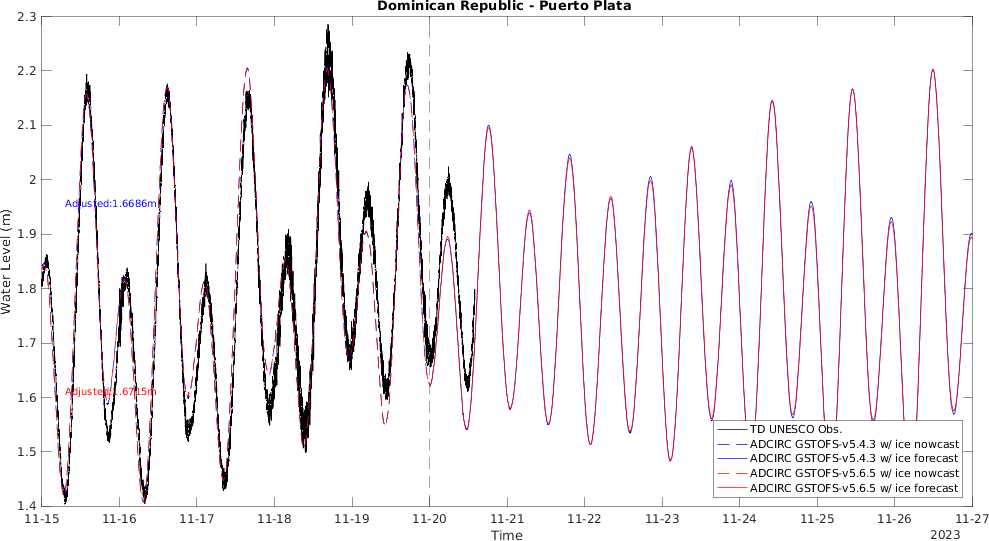 Dominican Republic - Puerto Plata
2.3
2.2
2.1
2
1.9
1.8
1.7
1.6
1.5
1.4
Water Level (m)
Adjusted:1.6686m
Adjusted:1.6715m
TD UNESCO Obs.
ADCIRC GSTOFS-v5.4.3 w/ ice nowcast
ADCIRC GSTOFS-v5.4.3 w/ ice forecast
ADCIRC GSTOFS-v5.6.5 w/ ice nowcast
ADCIRC GSTOFS-v5.6.5 w/ ice forecast
11-15 11-16 11-17 11-18 11-19 11-20 11-21 11-22 11-23 11-24 11-25 11-26 11-27
Time
2023